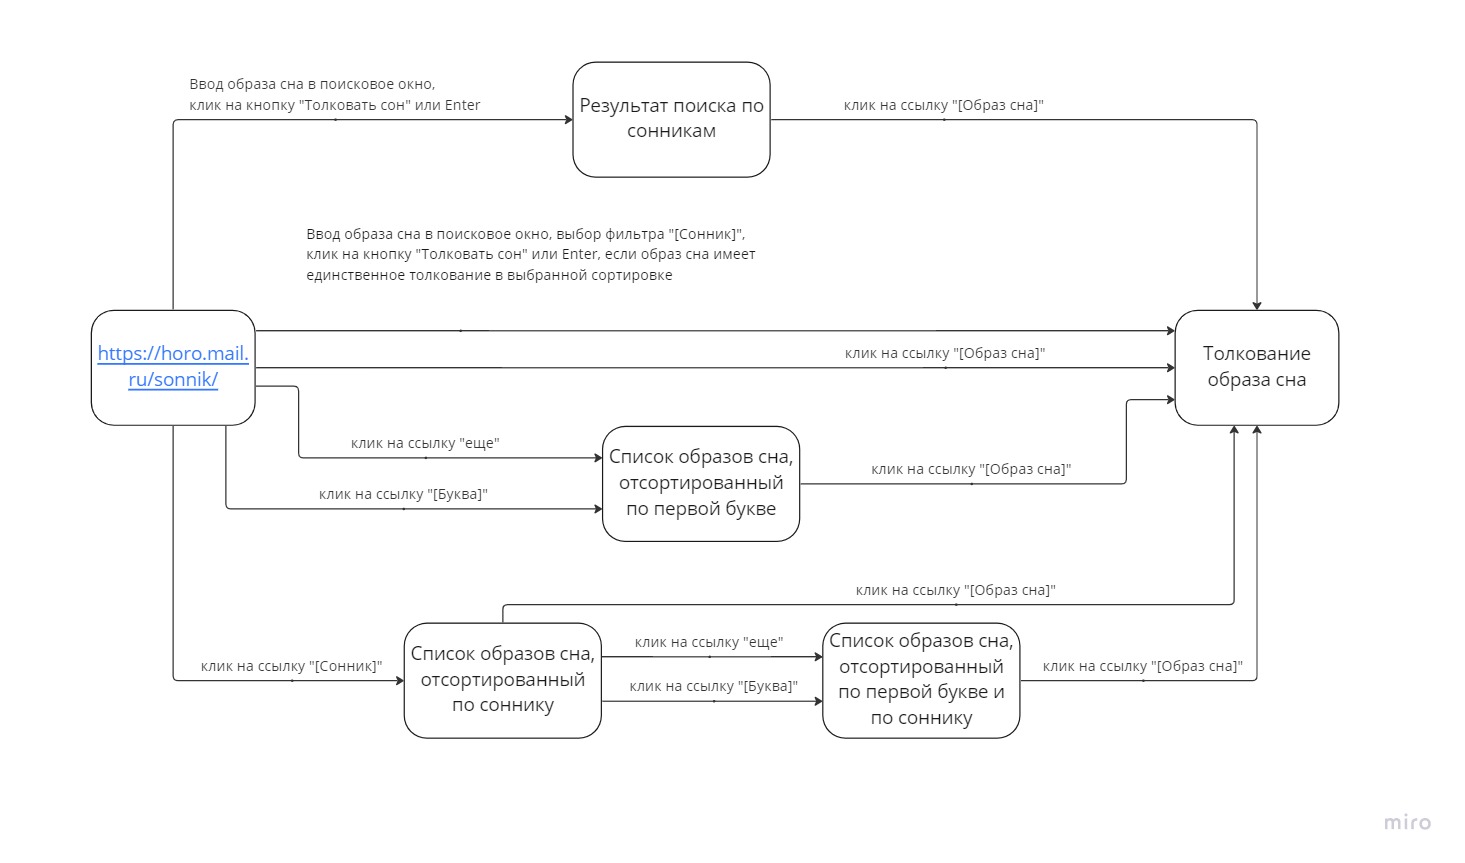 Ввод образа сна в поисковое окно,
клик на кнопку "Толковать сон" или Enter
Результат поиска по
сонникам
клик на ссылку "[Образ сна]"
Ввод образа сна в поисковое окно, выбор фильтра "[Сонник]",
клик на кнопку "Толковать сон" или Enter, если образ сна имеет
единственное толкование в выбранной сортировке
https://horo.mail.
ru/sonnik/
клик на ссылку "[Образ сна]"
Толкование
образа сна
клик на ссылку "еще"
клик на ссылку "[Буква]"
Список образов сна,
отсортированный
по первой букве
клик на ссылку "[Образ сна]"
клик на ссылку "[Образ сна]"
клик на ссылку "[Сонник]"
Список образов сна,
отсортированный
по соннику
клик на ссылку "еще"
клик на ссылку "[Буква]"
Список образов сна,
отсортированный
по первой букве и
по соннику
клик на ссылку "[Образ сна]"
miro